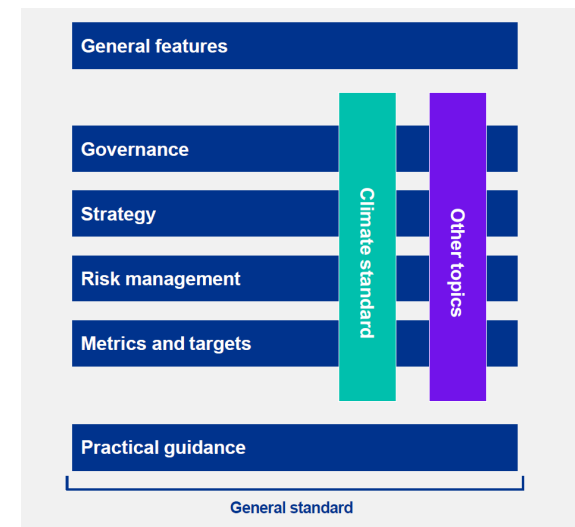 General features
Governance
Strategy
Risk management
Metrics and targets
Climate standard
Other topics
Practical guidance
General standard